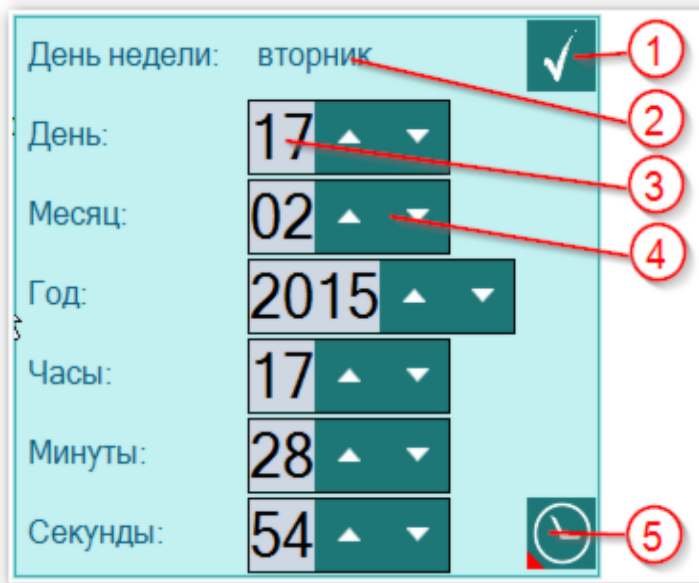 День недели: вторник 1
2
День: 17
3
Месяц: 02
4
Год: 2015
Часы: 17
Минуты: 28
Секунды: 54 5